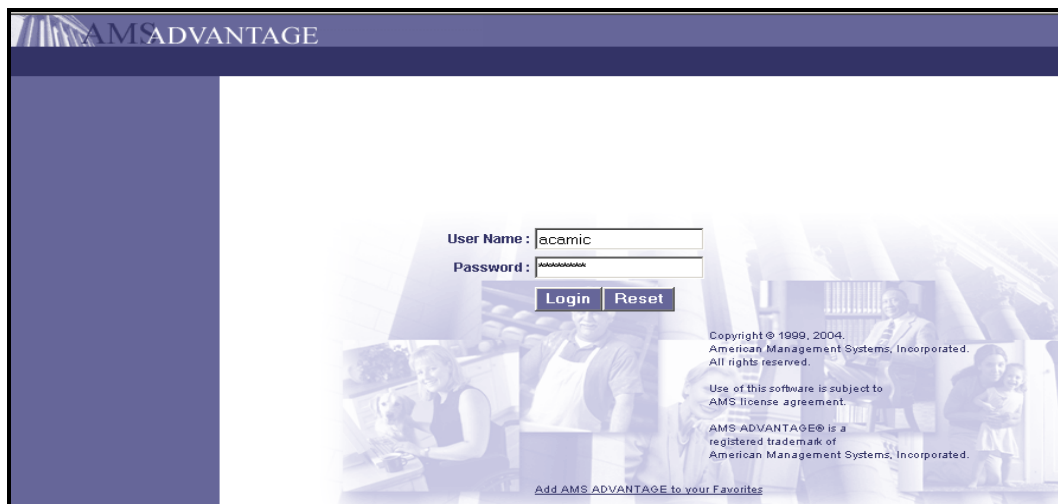 AMSADVANTAGE
User Name : acamic
Password : ********
Login Reset
Copyright © 1999, 2004.
American Management Systems, Incorporated.
All rights reserved.
Use of this software is subject to
AMS license agreement.
AMS ADVANTAGE® is a
registered trademark of
American Management Systems, Incorporated.
Add AMS ADVANTAGE to your Favorites